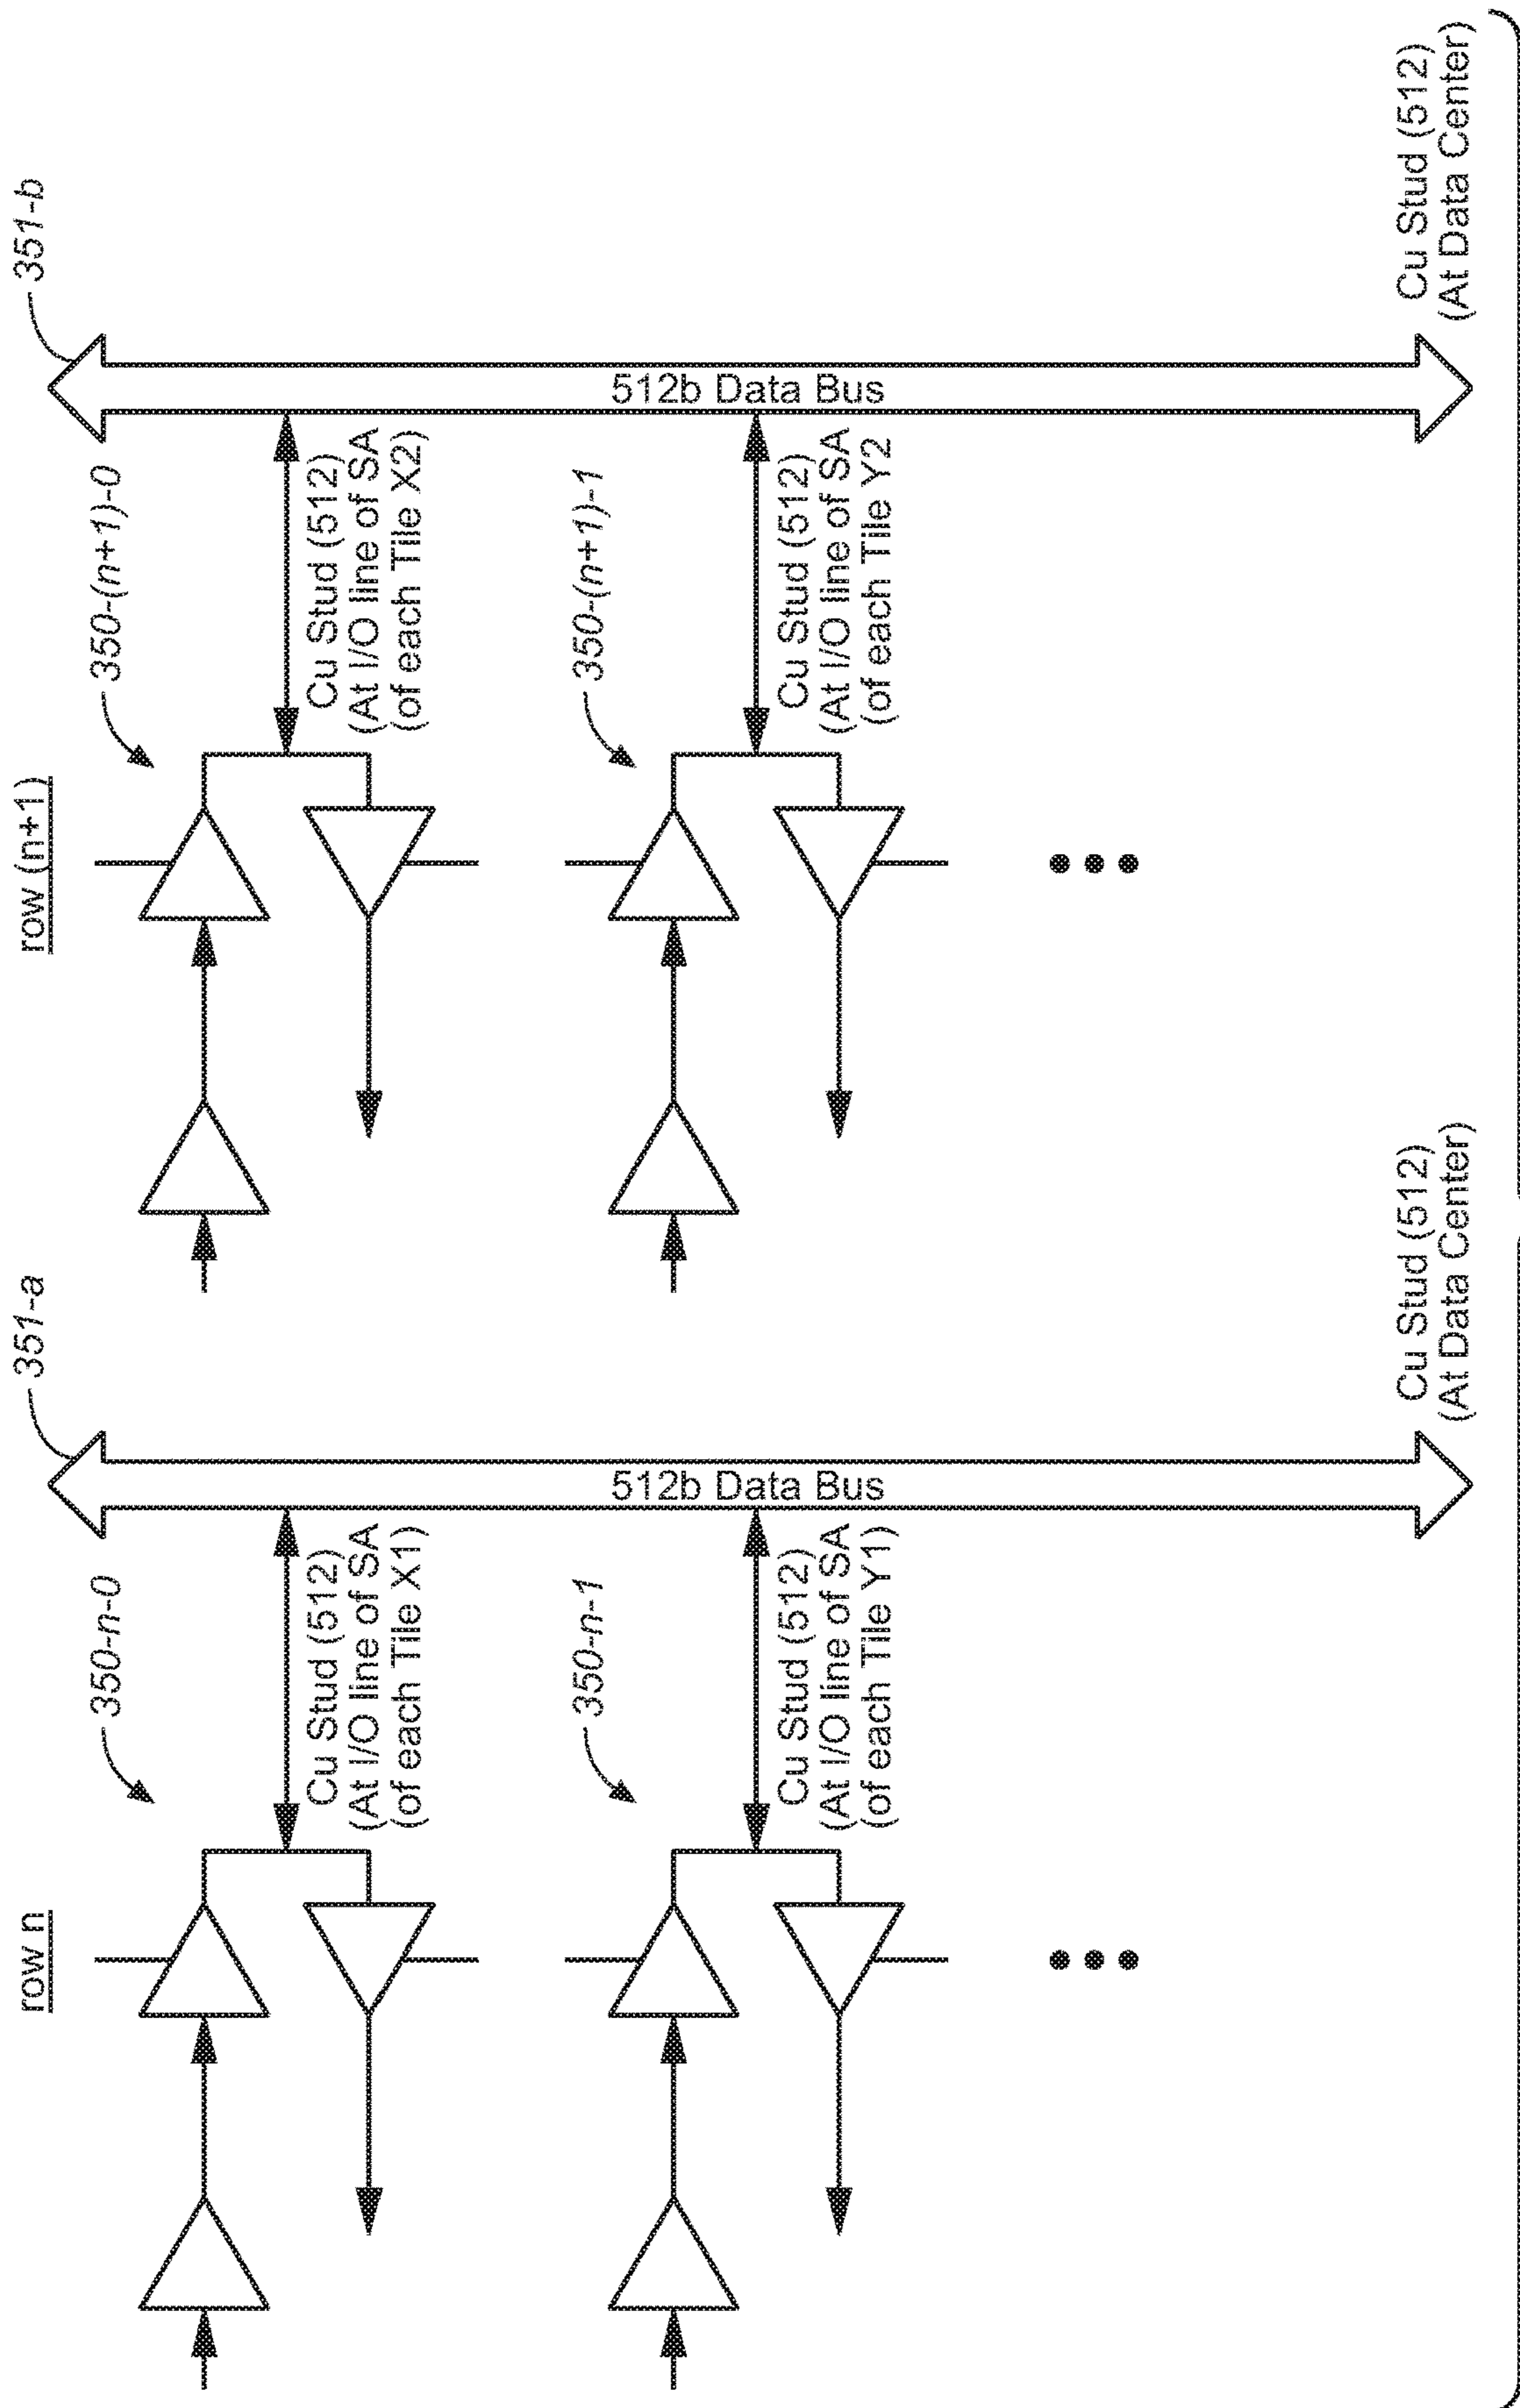 row n
350-n-0
Cu Stud (512)
(At I/O line of SA
(of each Tile X1)
350-n-1
Cu Stud (512)
(At I/O line of SA
(of each Tile Y1)
351-a
512b Data Bus
Cu Stud (512)
(At Data Center)
row (n+1)
350-(n+1)-0
Cu Stud (512)
(At I/O line of SA
(of each Tile X2)
350-(n+1)-1
Cu Stud (512)
(At I/O line of SA
(of each Tile Y2
351-b
512b Data Bus
Cu Stud (512)
(At Data Center)